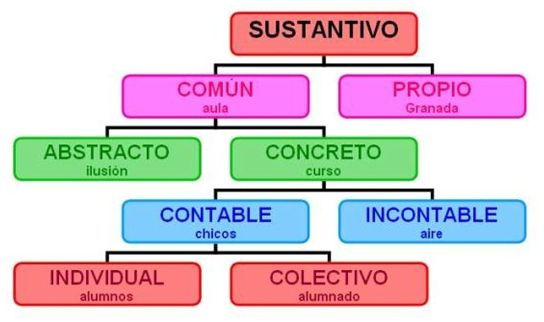 SUSTANTIVO
COMÚN
aula
PROPIO
Granada
ABSTRACTO
ilusión
CONCRETO
curso
CONTABLE
chicos
INCONTABLE
aire
INDIVIDUAL
alumnos
COLECTIVO
alumnado